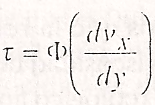 τ = Φ(dv_x/dy)